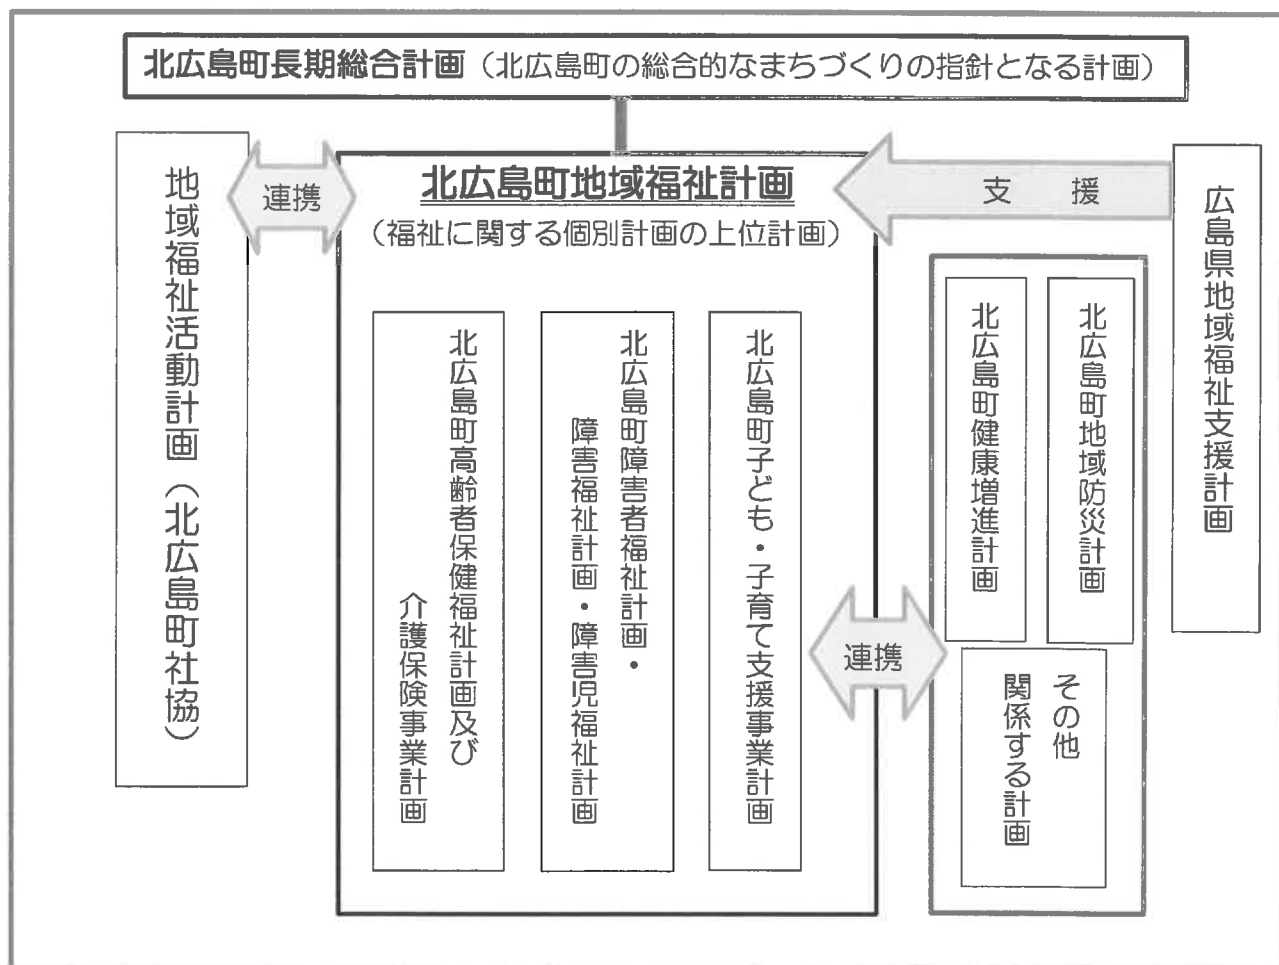 北広島町長期総合計画（北広島町の総合的なまちづくりの指針となる計画）
地域福祉活動計画（北広島町社協）
連携
北広島町地域福祉計画
（福祉に関する個別計画の上位計画）
支　援
広島県地域福祉支援計画
北広島町高齢者保健福祉計画及び
介護保険事業計画
北広島町障害者福祉計画・
障害福祉計画・障害児福祉計画
北広島町子ども・子育て支援事業計画
連携
北広島町健康増進計画
北広島町地域防災計画
その他
関係する計画